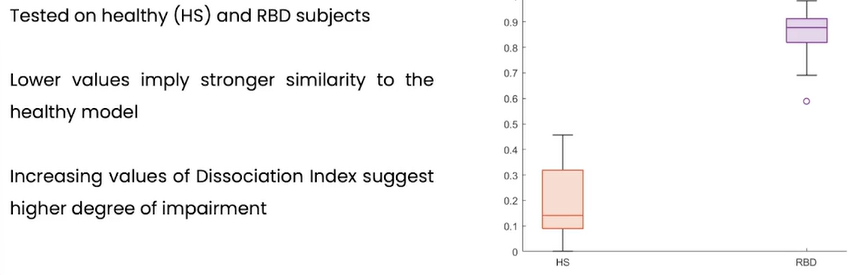 Tested on healthy (HS) and RBD subjects
Lower values imply stronger similarity to the
healthy model
Increasing values of Dissociation Index suggest
higher degree of impairment
0.9
0.8
0.7
0.6
0.5
0.4
0.3
0.2
0.1
0
HS
RBD